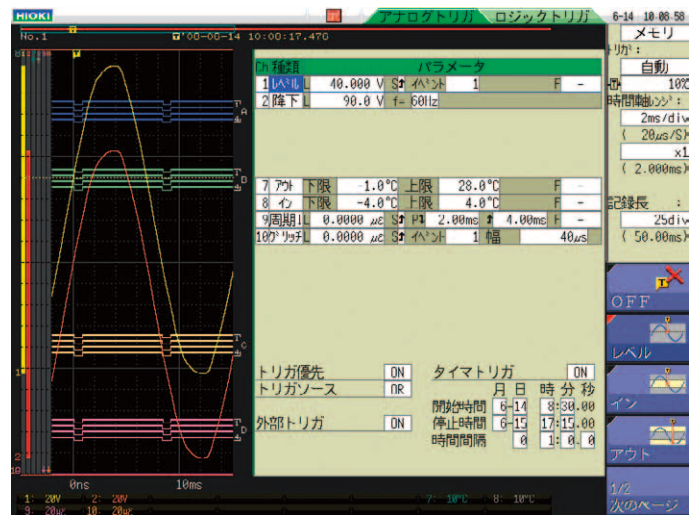 HIOKI
アナログトリガ ロジックトリガ
6-14 10:08:58
No.1
'08-06-14 10:00:17.470
メモリ
トリガ:
自動
10%
時間軸レンジ:
2ms/div
( 20μs/S)
x1
( 2.000ms)
記録長 :
25div
( 50.00ms)
Ch 種類 パラメータ
1 レベル L 40.000 V S イベント 1 F -
2 降下 L 90.0 V f= 60Hz
7 アウト 下限 -1.0℃ 上限 28.0℃ F -
8 イン 下限 -4.0℃ 上限 4.0℃ F -
9 周期 L 0.0000 με S P 2.00ms 4.00ms F -
10 グリッチ L 0.0000 με S イベント 1 幅 40μs
A
B
C
D
トリガ優先 ON
トリガソース OR
外部トリガ ON
タイマトリガ ON
月 日 時 分 秒
開始時間 6-14 8:30.00
停止時間 6-15 17:15.00
時間間隔 0 1: 0. 0
OFF
レベル
イン
アウト
1/2
次のページ
0ns 10ms
1: 20V 2: 20V 7: 10℃ 8: 10℃
9: 20με 10: 20με